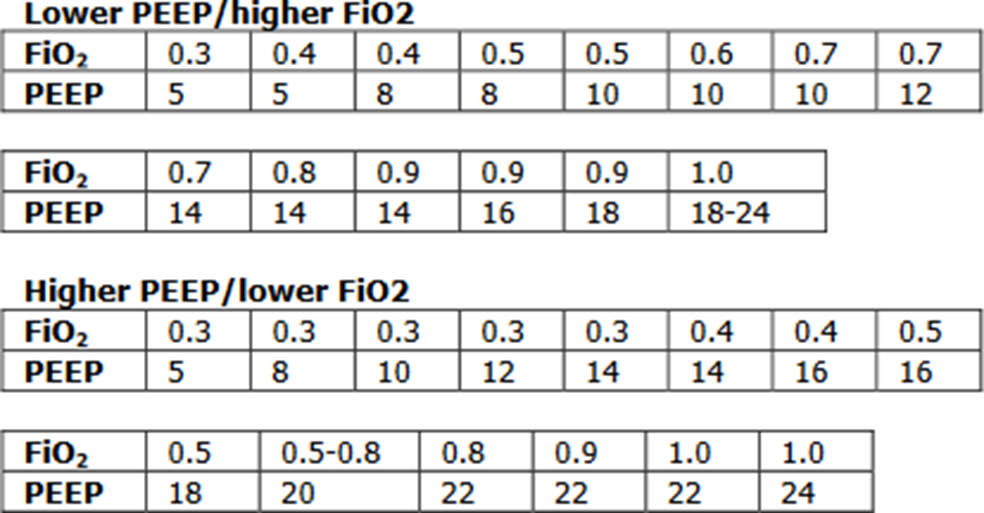 Lower PEEP/higher FiO2
FiO₂ 0.3 0.4 0.4 0.5 0.5 0.6 0.7 0.7
PEEP 5 5 8 8 10 10 10 12
FiO₂ 0.7 0.8 0.9 0.9 0.9 1.0
PEEP 14 14 14 16 18 18-24
Higher PEEP/lower FiO2
FiO₂ 0.3 0.3 0.3 0.3 0.3 0.4 0.4 0.5
PEEP 5 8 10 12 14 14 16 16
FiO₂ 0.5 0.5-0.8 0.8 0.9 1.0 1.0
PEEP 18 20 22 22 22 24